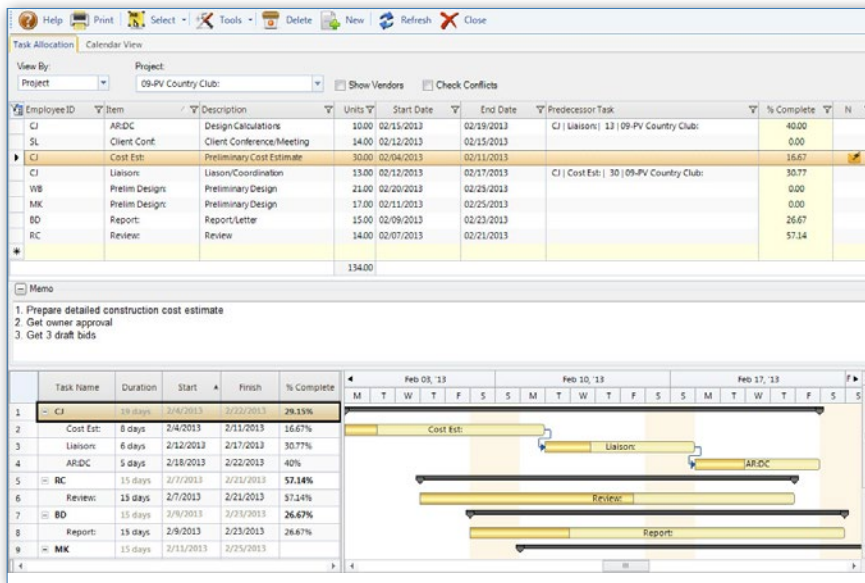 Help Print Select Tools Delete New Refresh Close
Task Allocation Calendar View
View By: Project:
Project 09-PV Country Club: Show Vendors Check Conflicts
Employee ID Item Description Units Start Date End Date Predecessor Task % Complete N
CJ AR:DC Design Calculations 10.00 02/15/2013 02/19/2013 CJ | Liaison: | 13 | 09-PV Country Club: 40.00
SL Client Conf: Client Conference/Meeting 14.00 02/12/2013 02/15/2013 0.00
CJ Cost Est: Preliminary Cost Estimate 30.00 02/04/2013 02/11/2013 16.67
CJ Liaison: Liason/Coordination 13.00 02/12/2013 02/17/2013 CJ | Cost Est: | 30 | 09-PV Country Club: 30.77
WB Prelim Design: Preliminary Design 21.00 02/20/2013 02/25/2013 0.00
MK Prelim Design: Preliminary Design 17.00 02/11/2013 02/25/2013 0.00
BD Report: Report/Letter 15.00 02/09/2013 02/23/2013 26.67
RC Review: Review 14.00 02/07/2013 02/21/2013 57.14
134.00
Memo
1. Prepare detailed construction cost estimate
2. Get owner approval
3. Get 3 draft bids
Task Name Duration Start Finish % Complete Feb 03, '13 Feb 10, '13 Feb 17, '13 F
M T W T F S S M T W T F S S M T W T F S S
1 CJ 19 days 2/4/2013 2/22/2013 29.15%
2 Cost Est: 8 days 2/4/2013 2/11/2013 16.67% Cost Est:
3 Liaison: 6 days 2/12/2013 2/17/2013 30.77% Liaison:
4 AR:DC 5 days 2/18/2013 2/22/2013 40% AR:DC
5 RC 15 days 2/7/2013 2/21/2013 57.14%
6 Review: 15 days 2/7/2013 2/21/2013 57.14% Review:
7 BD 15 days 2/9/2013 2/23/2013 26.67%
8 Report: 15 days 2/9/2013 2/23/2013 26.67% Report:
9 MK 15 days 2/11/2013 2/25/2013